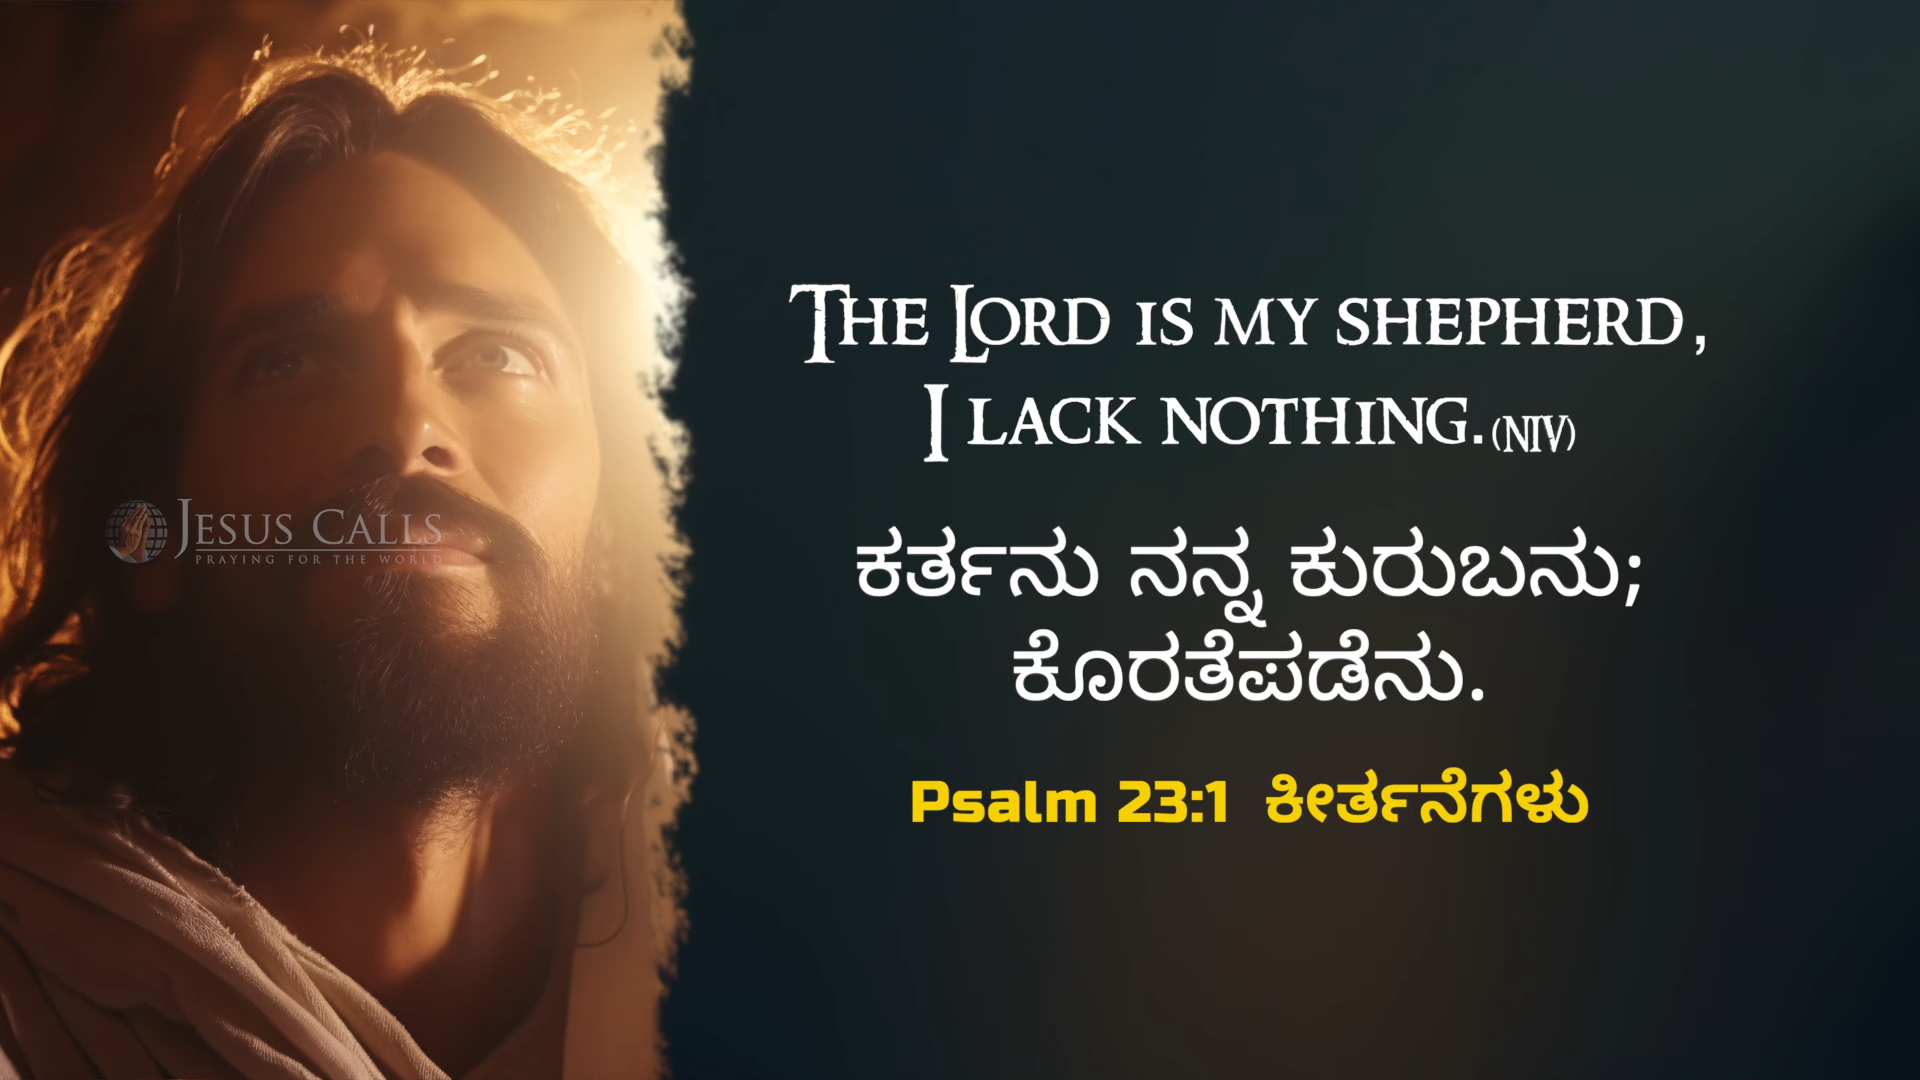 THE LORD IS MY SHEPHERD,
I LACK NOTHING. (NIV)
ಕರ್ತನು ನನ್ನ ಕುರುಬನು;
ಕೊರತೆಪಡೆನು.
Psalm 23:1 ಕೀರ್ತನೆಗಳು
JESUS CALLS
PRAYING FOR THE WORLD